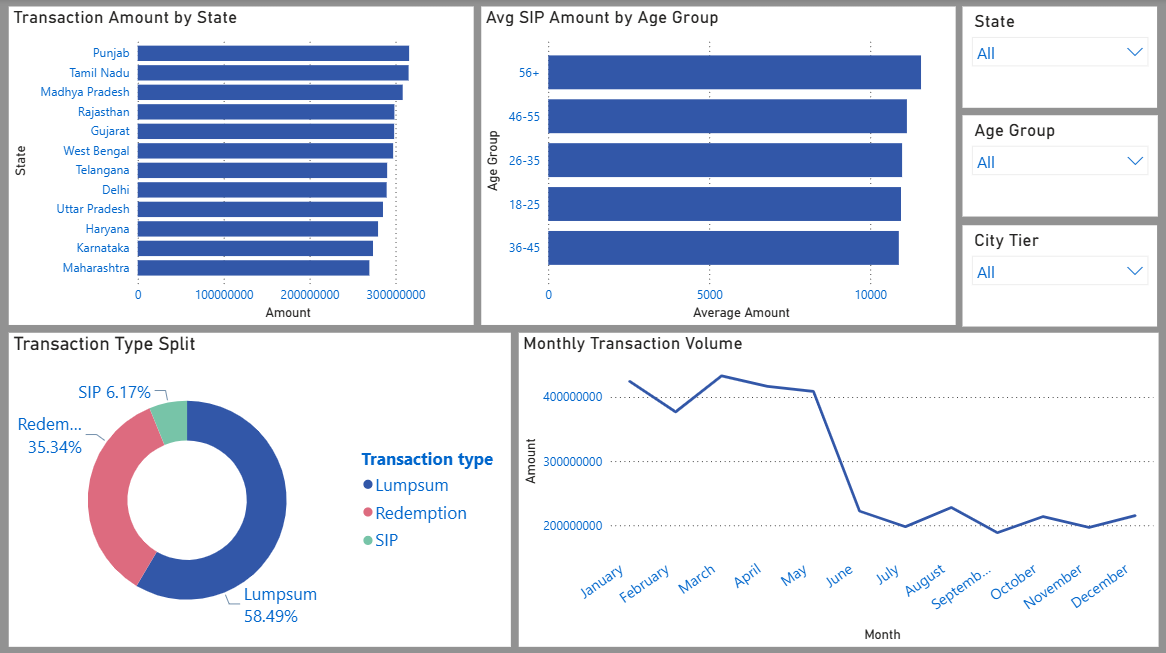 Transaction Amount by State
State
Punjab
Tamil Nadu
Madhya Pradesh
Rajasthan
Gujarat
West Bengal
Telangana
Delhi
Uttar Pradesh
Haryana
Karnataka
Maharashtra
0 100000000 200000000 300000000
Amount
Avg SIP Amount by Age Group
Age Group
56+
46-55
26-35
18-25
36-45
0 5000 10000
Average Amount
State
All
Age Group
All
City Tier
All
Transaction Type Split
SIP 6.17%
Redem...
35.34%
Lumpsum
58.49%
Transaction type
Lumpsum
Redemption
SIP
Monthly Transaction Volume
Amount
400000000
300000000
200000000
January February March April May June July August Septemb... October November December
Month